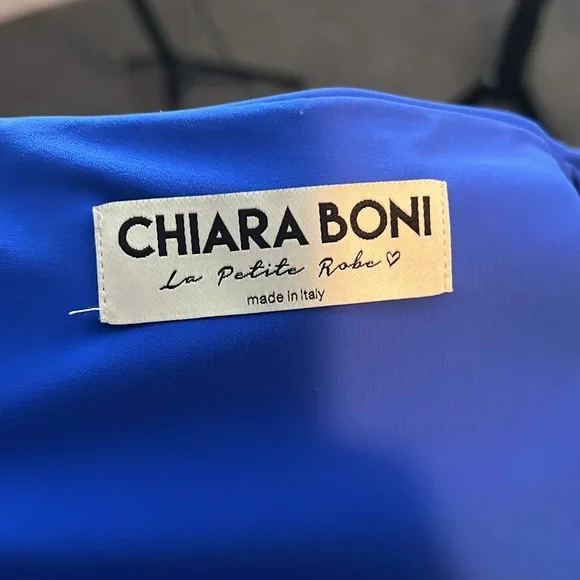 CHIARA BONI
La Petite Robe ♡
made in Italy